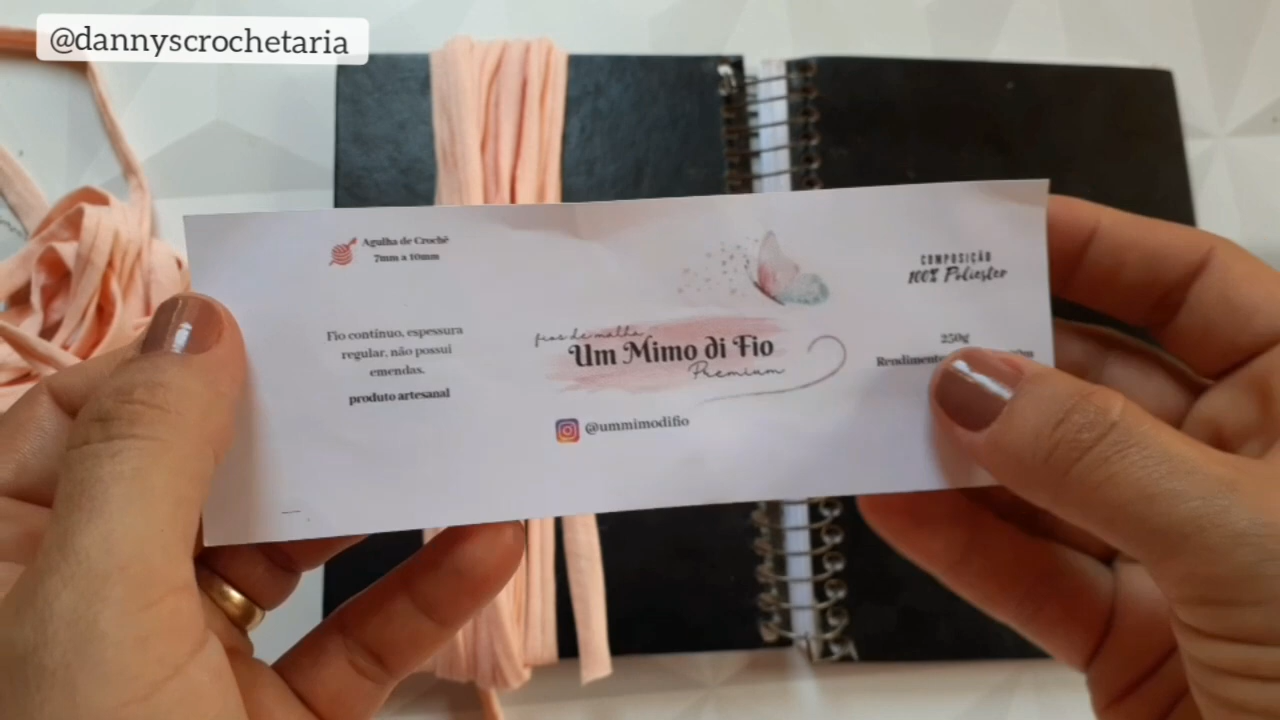 @dannyscrochetaria
Agulha de Crochê
7mm a 10mm
Fio contínuo, espessura
regular, não possui
emendas.
produto artesanal
fios de malha
Um Mimo di Fio
Premium
@ummimodifio
COMPOSIÇÃO
100% Poliester
250g
Rendimento